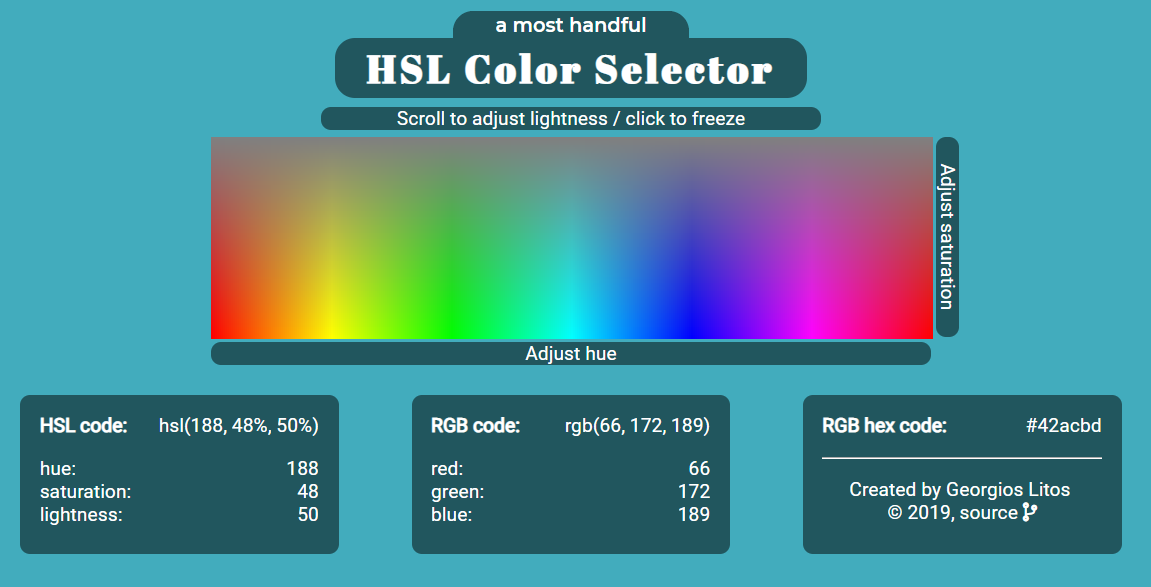 a most handful
HSL Color Selector
Scroll to adjust lightness / click to freeze
Adjust saturation
Adjust hue
HSL code: hsl(188, 48%, 50%)
hue: 188
saturation: 48
lightness: 50
RGB code: rgb(66, 172, 189)
red: 66
green: 172
blue: 189
RGB hex code: #42acbd
Created by Georgios Litos
© 2019, source